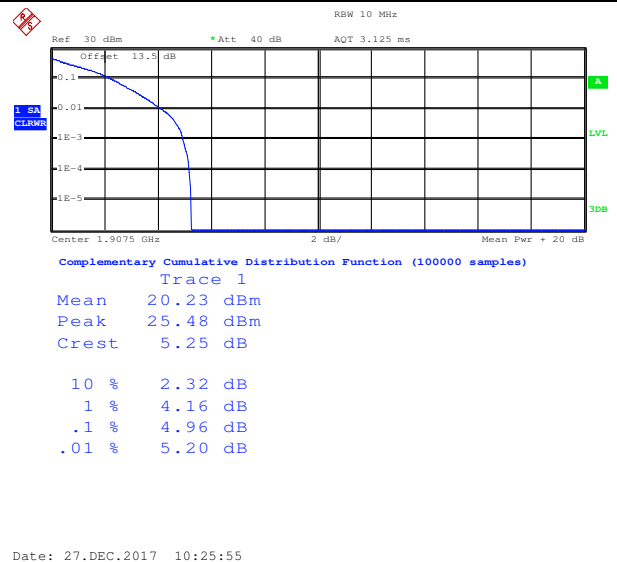 R S
RBW 10 MHz
Ref 30 dBm * Att 40 dB AQT 3.125 ms
Offset 13.5 dB
0.1
A
0.01
1 SA
CLRWR
LVL
1E-3
1E-4
1E-5
3DB
Center 1.9075 GHz 2 dB/ Mean Pwr + 20 dB
Complementary Cumulative Distribution Function (100000 samples)
Trace 1
Mean 20.23 dBm
Peak 25.48 dBm
Crest 5.25 dB
10 % 2.32 dB
1 % 4.16 dB
.1 % 4.96 dB
.01 % 5.20 dB
Date: 27.DEC.2017 10:25:55